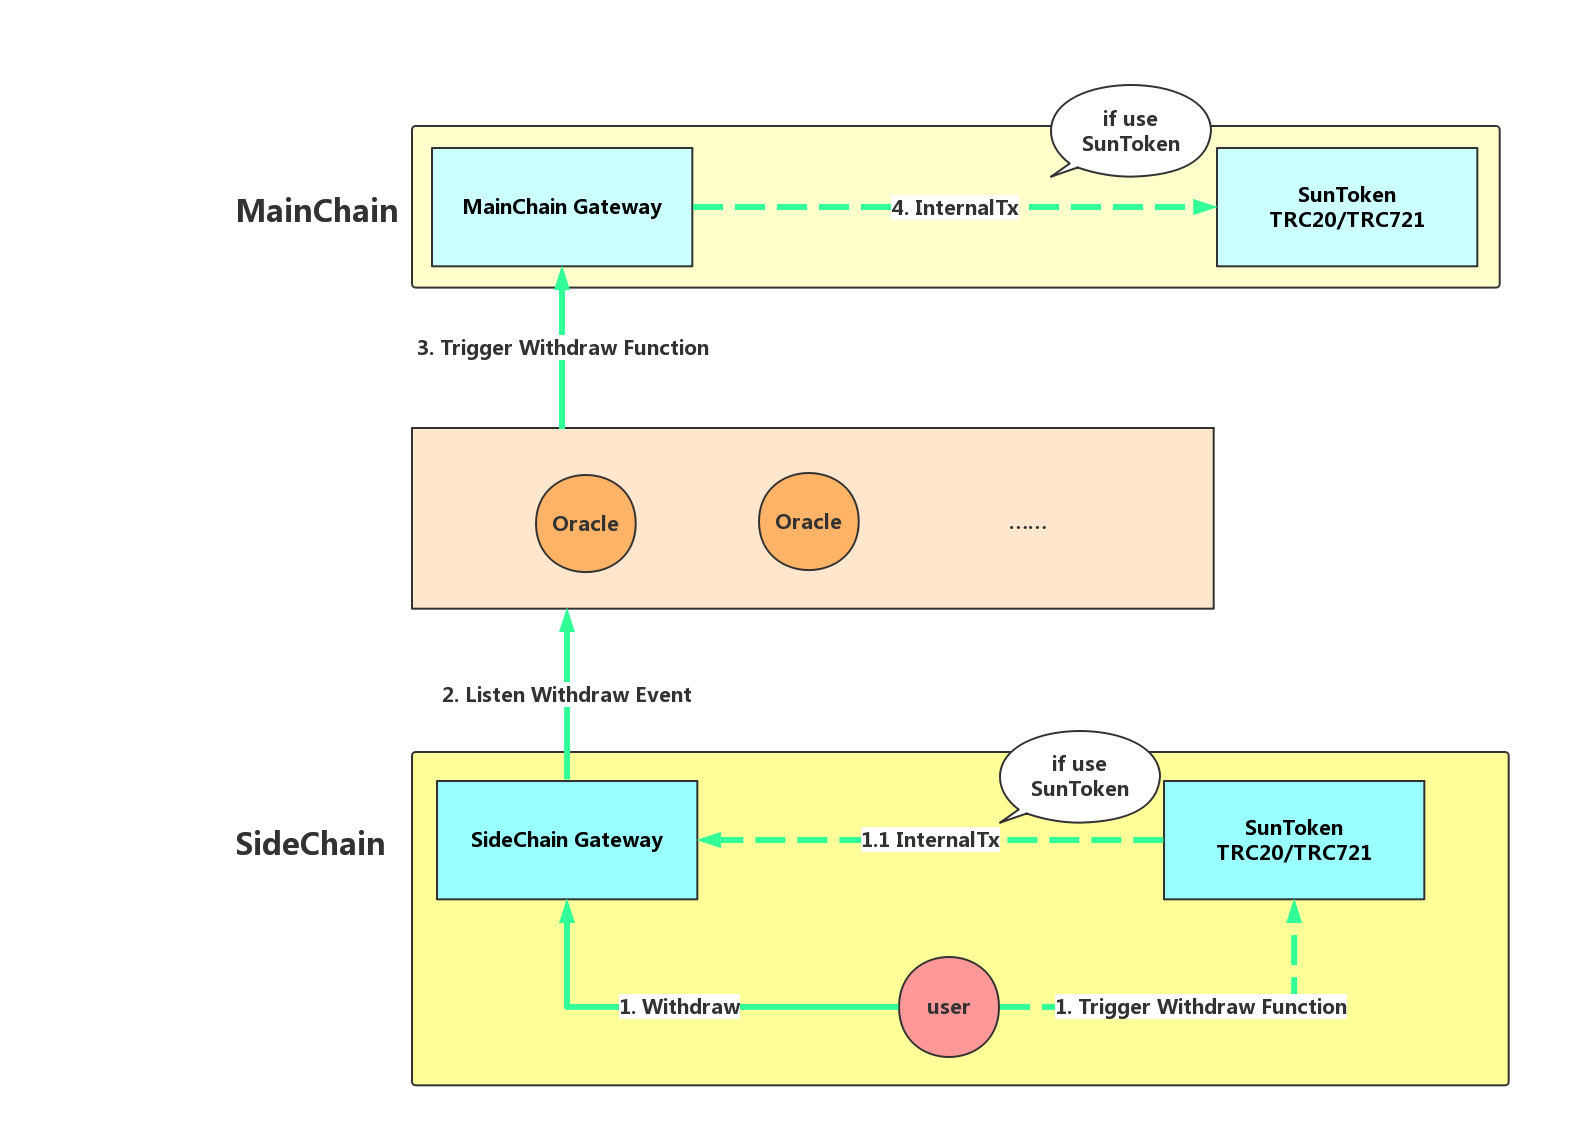 if use
SunToken
MainChain
MainChain Gateway
4. InternalTx
SunToken
TRC20/TRC721
3. Trigger Withdraw Function
Oracle
Oracle
......
2. Listen Withdraw Event
if use
SunToken
SideChain
SideChain Gateway
1.1 InternalTx
SunToken
TRC20/TRC721
1. Withdraw
user
1. Trigger Withdraw Function